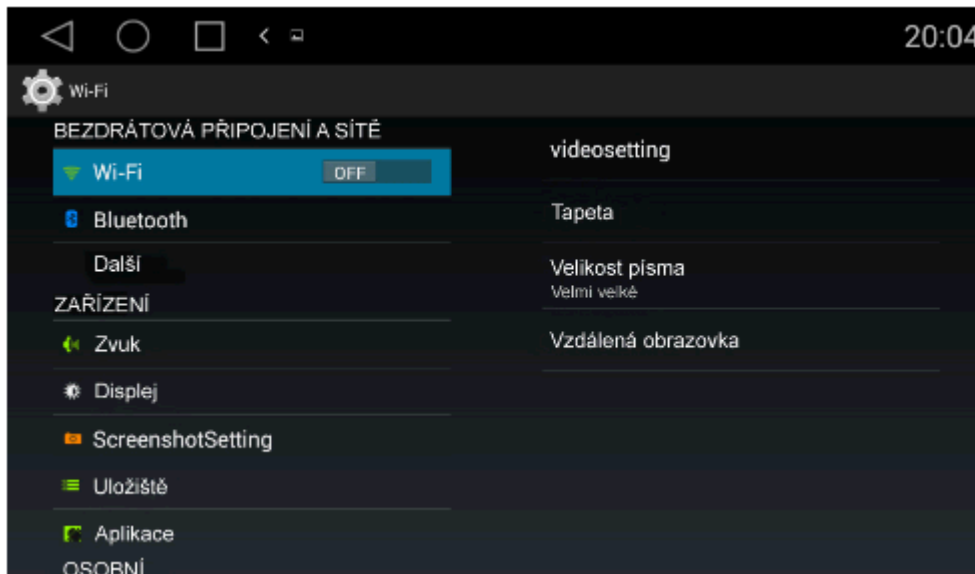 20:04
Wi-Fi
BEZDRÁTOVÁ PŘIPOJENÍ A SÍTĚ
Wi-Fi OFF
Bluetooth
Další
ZAŘÍZENÍ
Zvuk
Displej
ScreenshotSetting
Uložiště
Aplikace
OSOBNÍ
videosetting
Tapeta
Velikost písma
Velmi velké
Vzdálená obrazovka